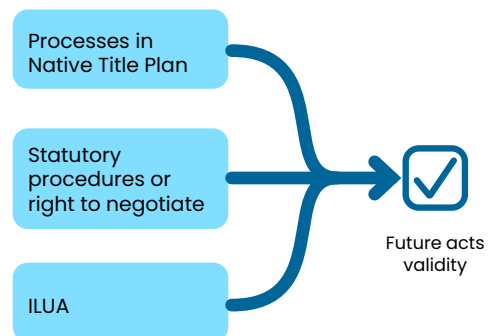 Processes in
Native Title Plan
Statutory
procedures or
right to negotiate
ILUA
Future acts
validity